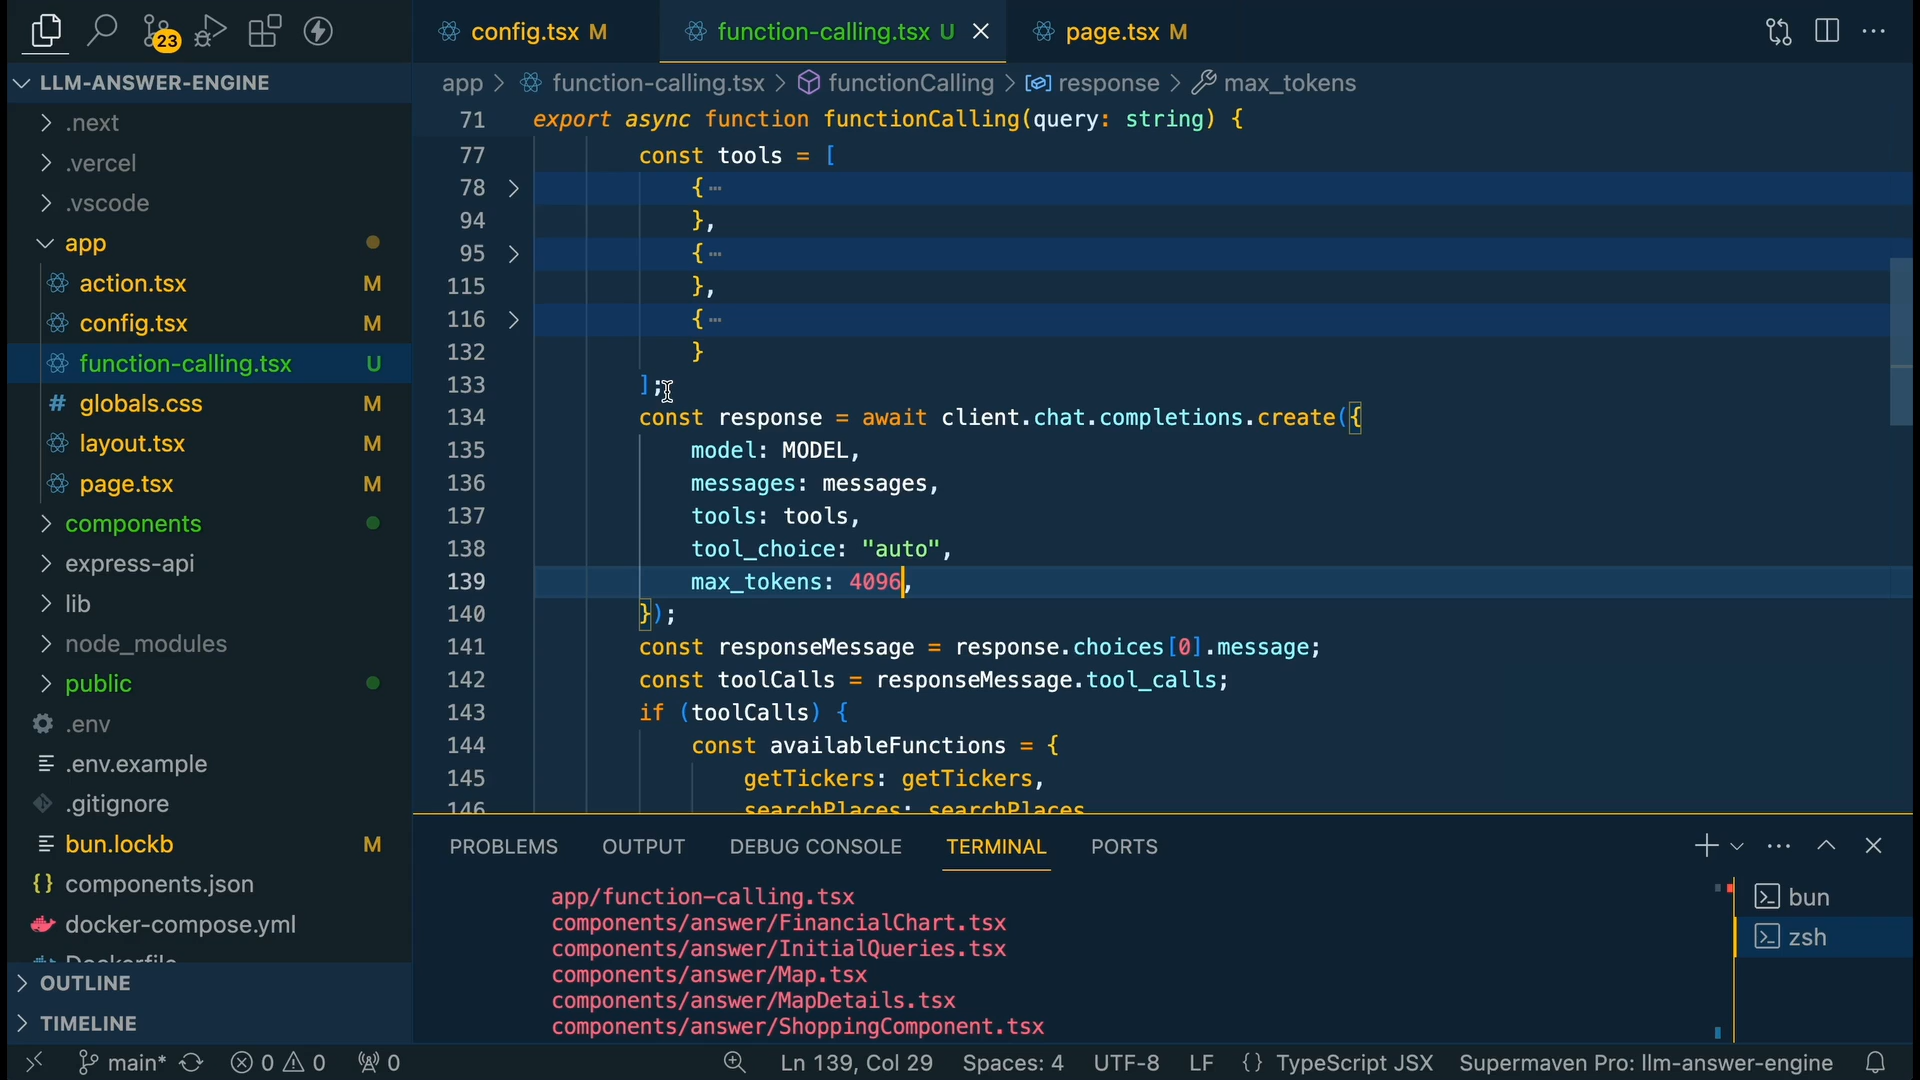 23
config.tsx M
function-calling.tsx U
page.tsx M
LLM-ANSWER-ENGINE
app > function-calling.tsx > functionCalling > response > max_tokens
.next
.vercel
.vscode
app
action.tsx M
config.tsx M
function-calling.tsx U
globals.css M
layout.tsx M
page.tsx M
components
express-api
lib
node_modules
public
.env
.env.example
.gitignore
bun.lockb M
components.json
docker-compose.yml
Dockerfile
OUTLINE
TIMELINE
71 export async function functionCalling(query: string) {
77 const tools = [
78 { ⋯
94 },
95 { ⋯
115 },
116 { ⋯
132 }
133 ];
134 const response = await client.chat.completions.create({
135 model: MODEL,
136 messages: messages,
137 tools: tools,
138 tool_choice: "auto",
139 max_tokens: 4096,
140 });
141 const responseMessage = response.choices[0].message;
142 const toolCalls = responseMessage.tool_calls;
143 if (toolCalls) {
144 const availableFunctions = {
145 getTickers: getTickers,
146 searchPlaces: searchPlaces
PROBLEMS OUTPUT DEBUG CONSOLE TERMINAL PORTS
app/function-calling.tsx
components/answer/FinancialChart.tsx
components/answer/InitialQueries.tsx
components/answer/Map.tsx
components/answer/MapDetails.tsx
components/answer/ShoppingComponent.tsx
bun
zsh
main* 0 0 0 Ln 139, Col 29 Spaces: 4 UTF-8 LF {} TypeScript JSX Supermaven Pro: llm-answer-engine